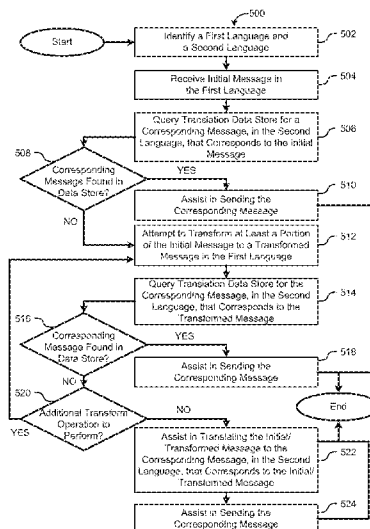 500
Start
Identify a First Language and
a Second Language
502
Receive Initial Message in
the First Language
504
Query Translation Data Store for a
Corresponding Message, in the Second
Language, that Corresponds to the Initial
Message
506
508
Corresponding
Message Found in
Data Store?
YES
NO
Assist in Sending the
Corresponding Message
510
Attempt to Transform at Least a Portion
of the Initial Message to a Transformed
Message in the First Language
512
Query Translation Data Store for the
Corresponding Message, in the Second
Language, that Corresponds to the
Transformed Message
514
516
Corresponding
Message Found in
Data Store?
YES
NO
Assist in Sending the
Corresponding Message
518
520
Additional Transform
Operation to
Perform?
NO
YES
End
Assist in Translating the Initial/
Transformed Message to the
Corresponding Message, in the Second
Language, that Corresponds to the Initial/
Transformed Message
522
Assist in Sending the
Corresponding Message
524